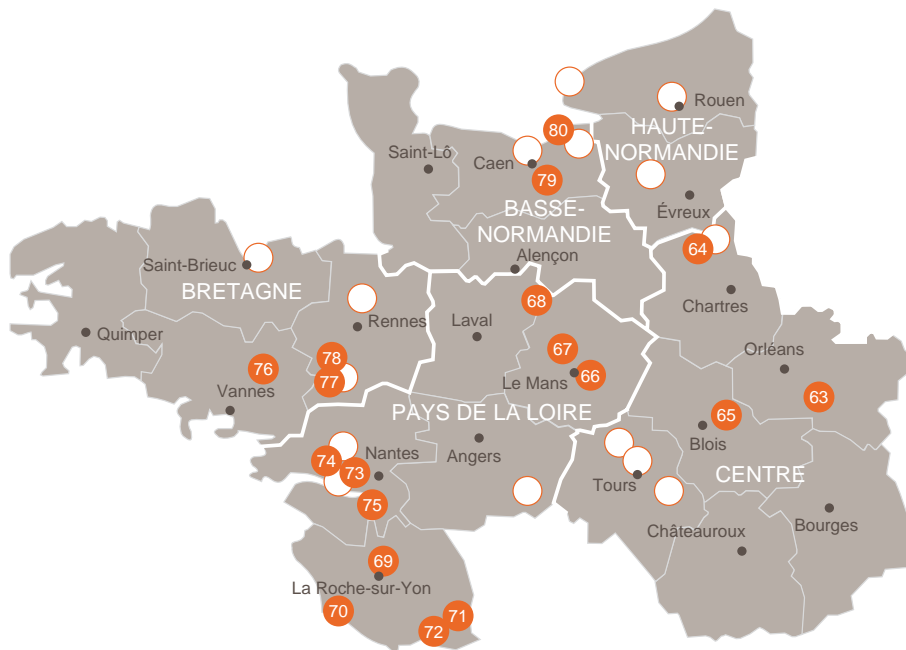 Rouen
80
HAUTE-
NORMANDIE
Saint-Lô
Caen
79
Évreux
BASSE-
NORMANDIE
64
Alençon
Saint-Brieuc
BRETAGNE
Chartres
68
Rennes
Laval
Quimper
67
Orléans
78
76
77
Vannes
Le Mans
66
63
65
PAYS DE LA LOIRE
Blois
74
73
Nantes
Angers
CENTRE
Tours
75
Châteauroux
Bourges
69
La Roche-sur-Yon
70
71
72